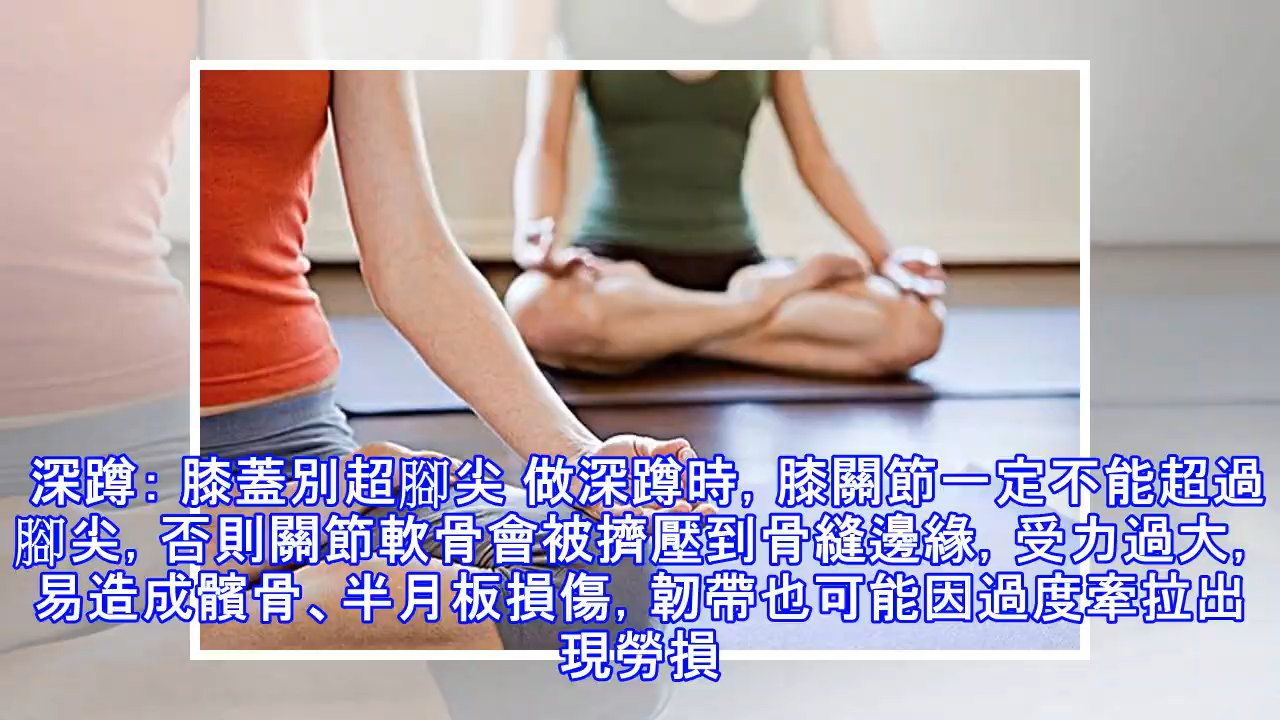 深蹲: 膝蓋別超腳尖 做深蹲時, 膝關節一定不能超過
腳尖, 否則關節軟骨會被擠壓到骨縫邊緣, 受力過大,
易造成髕骨、半月板損傷, 韌帶也可能因過度牽拉出
現勞損